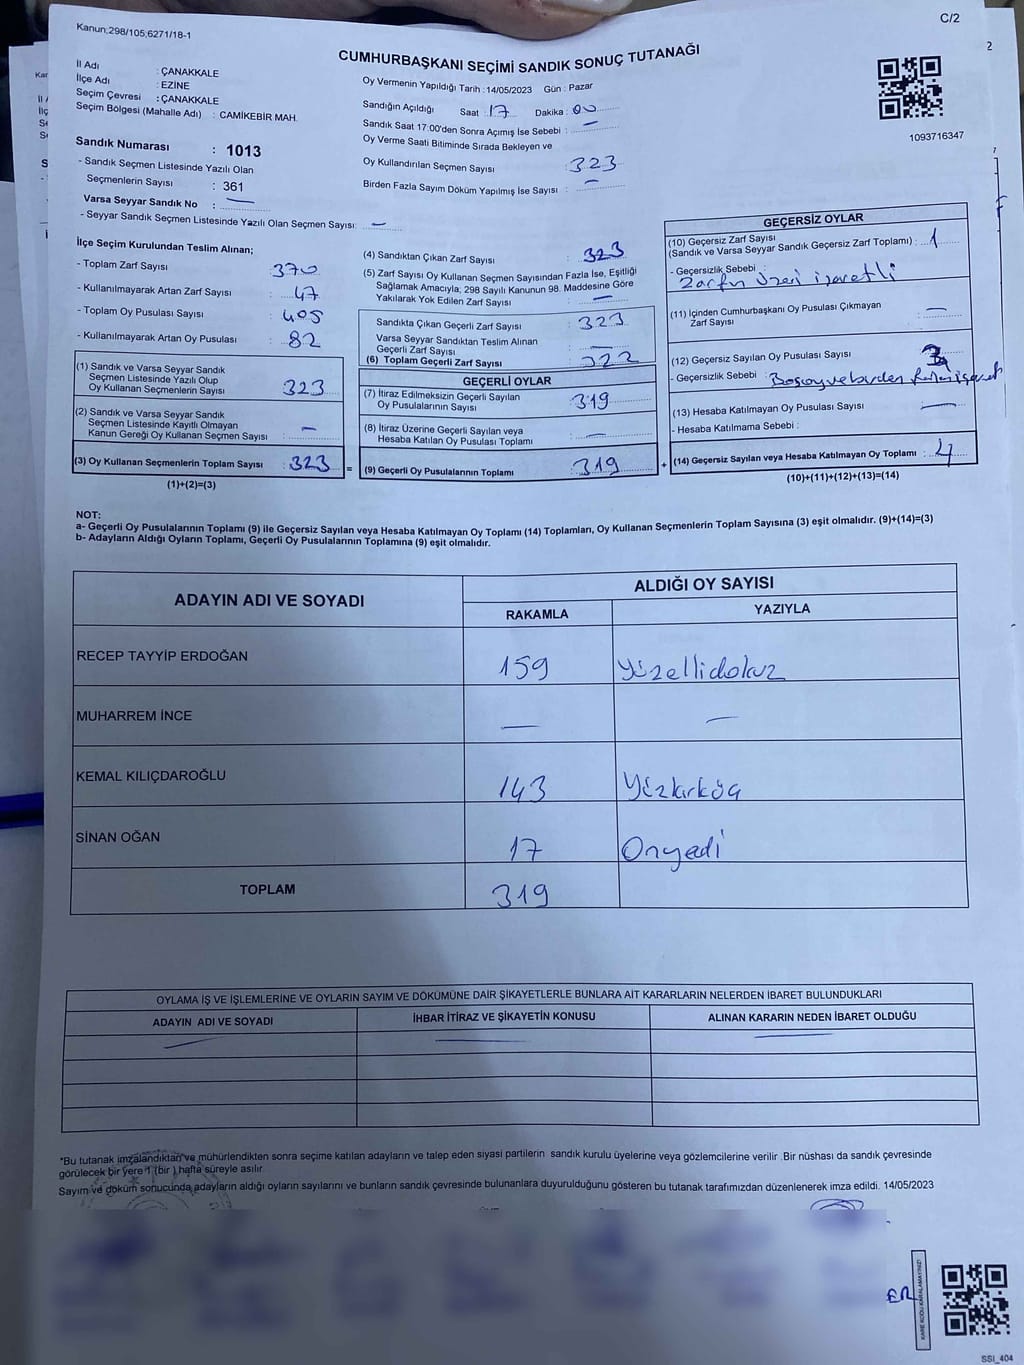 Kanun;298/105;6271/18-1
C/2
CUMHURBAŞKANI SEÇİMİ SANDIK SONUÇ TUTANAĞI
İl Adı : ÇANAKKALE
İlçe Adı : EZİNE
Seçim Çevresi : ÇANAKKALE
Seçim Bölgesi (Mahalle Adı) : CAMİKEBİR MAH.
Oy Vermenin Yapıldığı Tarih : 14/05/2023 Gün : Pazar
Sandığın Açıldığı Saat : 17 Dakika : 00
Sandık Saat 17:00'den Sonra Açımış İse Sebebi : —
Oy Verme Saati Bitiminde Sırada Bekleyen ve
Oy Kullandırılan Seçmen Sayısı : 323
Birden Fazla Sayım Döküm Yapılmış İse Sayısı : —
1093716347
Sandık Numarası : 1013
- Sandık Seçmen Listesinde Yazılı Olan
Seçmenlerin Sayısı : 361
Varsa Seyyar Sandık No : —
- Seyyar Sandık Seçmen Listesinde Yazılı Olan Seçmen Sayısı: —
İlçe Seçim Kurulundan Teslim Alınan;
- Toplam Zarf Sayısı : 370
- Kullanılmayarak Artan Zarf Sayısı : 47
- Toplam Oy Pusulası Sayısı : 405
- Kullanılmayarak Artan Oy Pusulası : 82
(1) Sandık ve Varsa Seyyar Sandık
Seçmen Listesinde Yazılı Olup
Oy Kullanan Seçmenlerin Sayısı : 323
(2) Sandık ve Varsa Seyyar Sandık
Seçmen Listesinde Kayıtlı Olmayan
Kanun Gereği Oy Kullanan Seçmen Sayısı : —
(3) Oy Kullanan Seçmenlerin Toplam Sayısı : 323
(1)+(2)=(3)
(4) Sandıktan Çıkan Zarf Sayısı : 323
(5) Zarf Sayısı Oy Kullanan Seçmen Sayısından Fazla İse, Eşitliği
Sağlamak Amacıyla, 298 Sayılı Kanunun 98. Maddesine Göre
Yakılarak Yok Edilen Zarf Sayısı : —
Sandıkta Çıkan Geçerli Zarf Sayısı : 323
Varsa Seyyar Sandıktan Teslim Alınan
Geçerli Zarf Sayısı : —
(6) Toplam Geçerli Zarf Sayısı : 322
GEÇERLİ OYLAR
(7) İtiraz Edilmeksizin Geçerli Sayılan
Oy Pusulalarının Sayısı : 319
(8) İtiraz Üzerine Geçerli Sayılan veya
Hesaba Katılan Oy Pusulası Toplamı : —
= (9) Geçerli Oy Pusulalarının Toplamı : 319 +
GEÇERSİZ OYLAR
(10) Geçersiz Zarf Sayısı
(Sandık ve Varsa Seyyar Sandık Geçersiz Zarf Toplamı) : 1
- Geçersizlik Sebebi :
Zarfın üzeri işaretli
(11) İçinden Cumhurbaşkanı Oy Pusulası Çıkmayan
Zarf Sayısı : —
(12) Geçersiz Sayılan Oy Pusulası Sayısı : 3
- Geçersizlik Sebebi : Boş oy ve birden fazla işaret
(13) Hesaba Katılmayan Oy Pusulası Sayısı : —
- Hesaba Katılmama Sebebi :
(14) Geçersiz Sayılan veya Hesaba Katılmayan Oy Toplamı : 4
(10)+(11)+(12)+(13)=(14)
NOT:
a- Geçerli Oy Pusulalarının Toplamı (9) ile Geçersiz Sayılan veya Hesaba Katılmayan Oy Toplamı (14) Toplamları, Oy Kullanan Seçmenlerin Toplam Sayısına (3) eşit olmalıdır. (9)+(14)=(3)
b- Adayların Aldığı Oyların Toplamı, Geçerli Oy Pusulalarının Toplamına (9) eşit olmalıdır.
ADAYIN ADI VE SOYADI
ALDIĞI OY SAYISI
RAKAMLA YAZIYLA
RECEP TAYYİP ERDOĞAN 159 Yüzellidokuz
MUHARREM İNCE — —
KEMAL KILIÇDAROĞLU 143 Yüzkırküç
SİNAN OĞAN 17 Onyedi
TOPLAM 319
OYLAMA İŞ VE İŞLEMLERİNE VE OYLARIN SAYIM VE DÖKÜMÜNE DAİR ŞİKAYETLERLE BUNLARA AİT KARARLARIN NELERDEN İBARET BULUNDUKLARI
ADAYIN ADI VE SOYADI İHBAR İTİRAZ VE ŞİKAYETİN KONUSU ALINAN KARARIN NEDEN İBARET OLDUĞU
— — —
*Bu tutanak imzalandıktan ve mühürlendikten sonra seçime katılan adayların ve talep eden siyasi partilerin sandık kurulu üyelerine veya gözlemcilerine verilir .Bir nüshası da sandık çevresinde
görülecek bir yere 1 (bir ) hafta süreyle asılır.
Sayım ve döküm sonucunda adayların aldığı oyların sayılarını ve bunların sandık çevresinde bulunanlara duyurulduğunu gösteren bu tutanak tarafımızdan düzenlenerek imza edildi. 14/05/2023
ER
KARE KODU KARALAMAYINIZ!
SSI_404